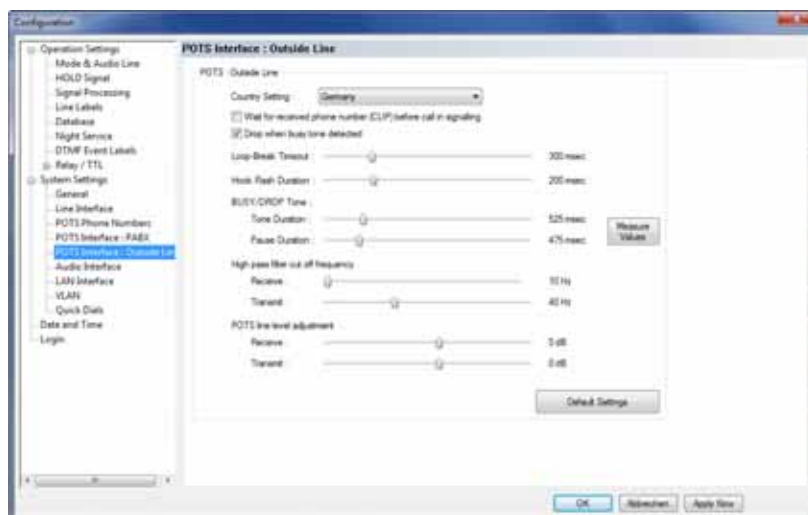 Configuration
Operation Settings
Mode & Audio Line
HOLD Signal
Signal Processing
Line Labels
Database
Night Service
DTMF Event Labels
Relay / TTL
System Settings
General
Line Interface
POTS Phone Numbers
POTS Interface : PABX
POTS Interface : Outside Lin
Audio Interface
LAN Interface
VLAN
Quick Dials
Date and Time
Login
POTS Interface : Outside Line
POTS Outside Line
Country Setting: Germany
Wait for received phone number (CLIP) before call in signalling
Drop when busy tone detected
Loop-Break Timeout : 300 msec
Hook Flash Duration : 200 msec
BUSY/DROP Tone :
Tone Duration : 525 msec
Pause Duration : 475 msec
Measure Values
High pass filter cut off frequency
Receive : 10 Hz
Transmit : 40 Hz
POTS line level adjustment
Receive : 0 dB
Transmit : 0 dB
Default Settings
OK Abbrechen Apply Now